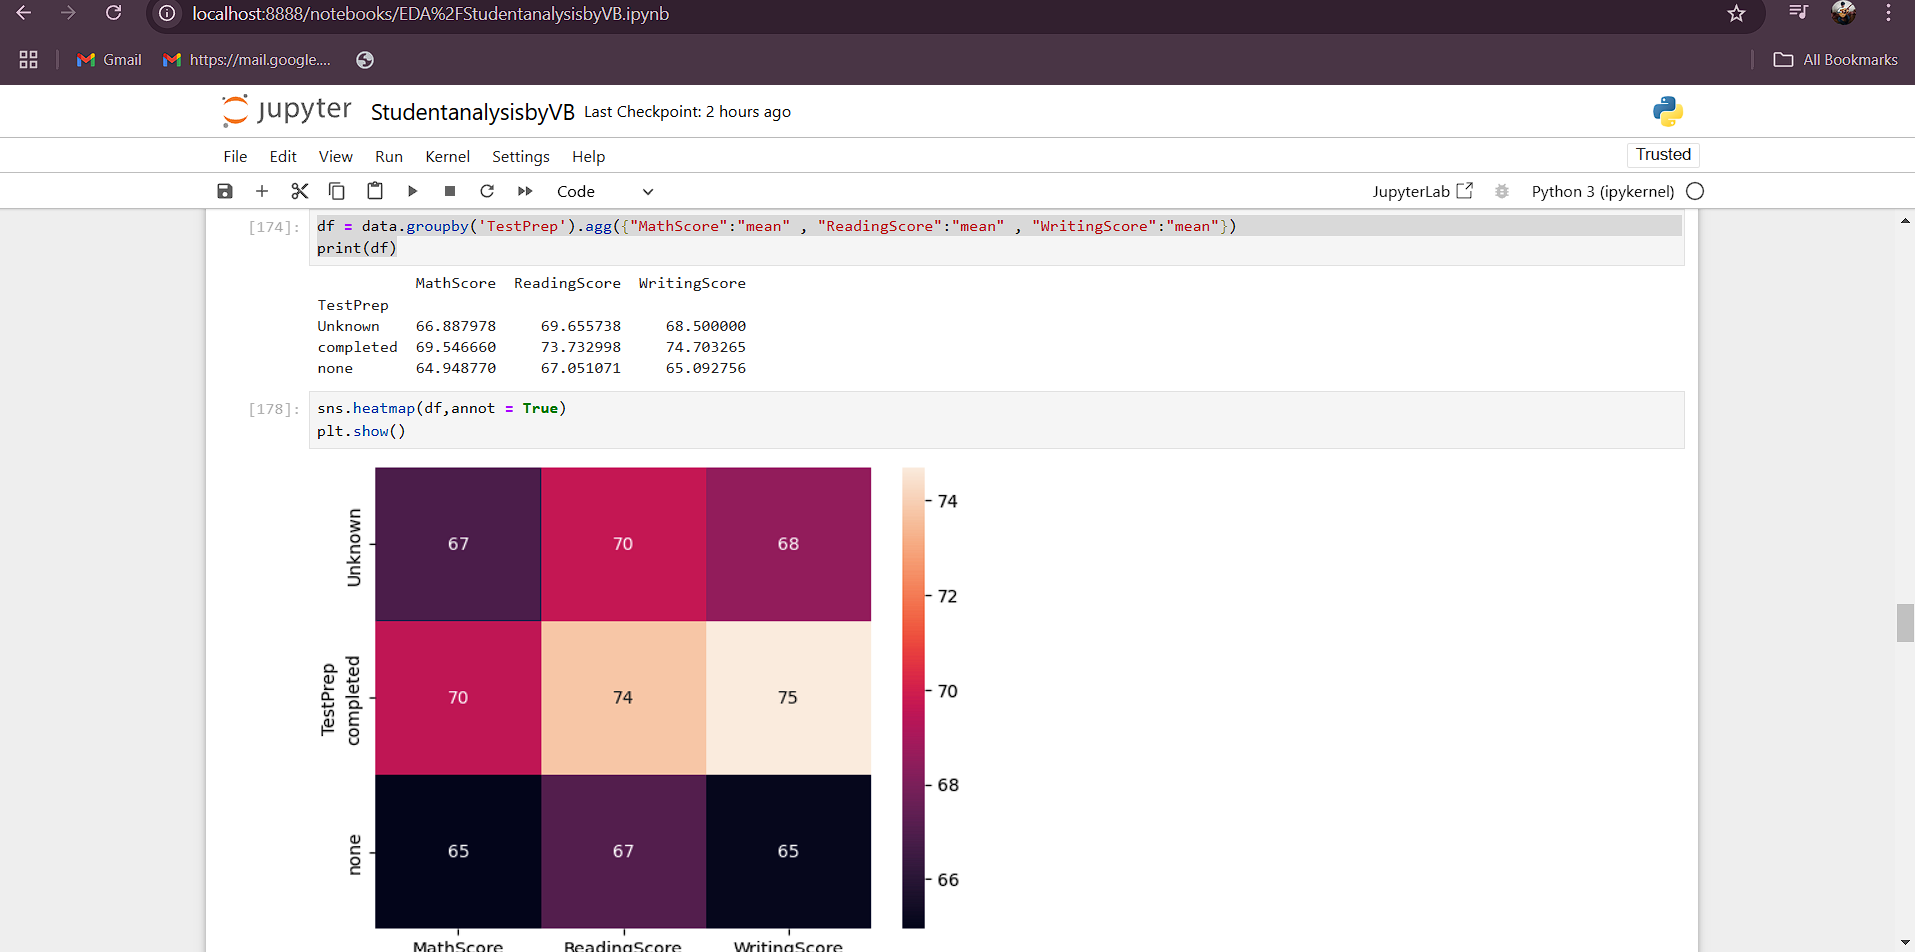 localhost:8888/notebooks/EDA%2FStudentanalysisbyVB.ipynb
Gmail https://mail.google.... All Bookmarks
jupyter StudentanalysisbyVB Last Checkpoint: 2 hours ago
File Edit View Run Kernel Settings Help Trusted
Code JupyterLab Python 3 (ipykernel)
[174]: df = data.groupby('TestPrep').agg({"MathScore":"mean" , "ReadingScore":"mean" , "WritingScore":"mean"})
print(df)
MathScore ReadingScore WritingScore
TestPrep
Unknown 66.887978 69.655738 68.500000
completed 69.546660 73.732998 74.703265
none 64.948770 67.051071 65.092756
[178]: sns.heatmap(df,annot = True)
plt.show()
Unknown 67 70 68
TestPrep
completed 70 74 75
none 65 67 65
MathScore ReadingScore WritingScore
74
72
70
68
66